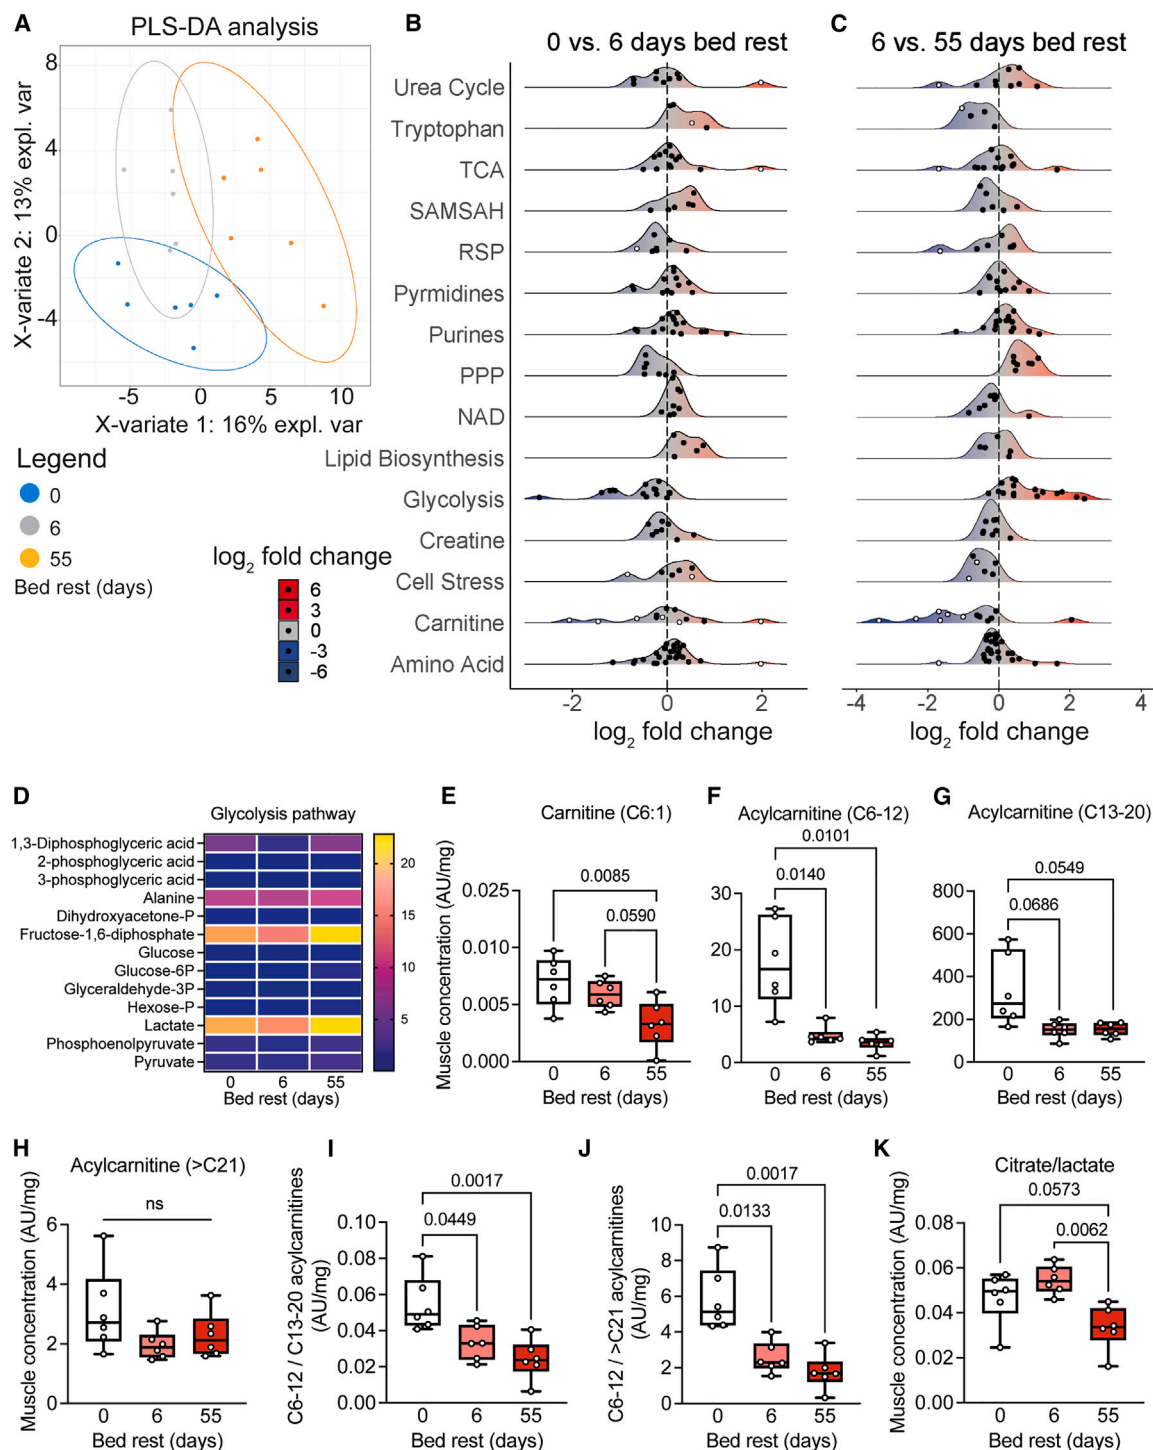 A
PLS-DA analysis
8
4
0
-4
X-variate 2: 13% expl. var
-5
0
5
10
X-variate 1: 16% expl. var
Legend
0
6
55
Bed rest (days)
log2 fold change
6
3
0
-3
-6
B
0 vs. 6 days bed rest
Urea Cycle
Tryptophan
TCA
SAMSAH
RSP
Pyrmidines
Purines
PPP
NAD
Lipid Biosynthesis
Glycolysis
Creatine
Cell Stress
Carnitine
Amino Acid
-2
0
2
log2 fold change
C
6 vs. 55 days bed rest
-4
-2
0
2
4
log2 fold change
D
Glycolysis pathway
1,3-Diphosphoglyceric acid
2-phosphoglyceric acid
3-phosphoglyceric acid
Alanine
Dihydroxyacetone-P
Fructose-1,6-diphosphate
Glucose
Glucose-6P
Glyceraldehyde-3P
Hexose-P
Lactate
Phosphoenolpyruvate
Pyruvate
0
6
55
Bed rest (days)
20
15
10
5
E
Carnitine (C6:1)
Muscle concentration (AU/mg)
0.025
0.010
0.005
0.000
0.0085
0.0590
0
6
55
Bed rest (days)
F
Acylcarnitine (C6-12)
0.0101
0.0140
30
20
10
0
0
6
55
Bed rest (days)
G
Acylcarnitine (C13-20)
0.0549
0.0686
800
600
400
200
0
0
6
55
Bed rest (days)
H
Acylcarnitine (>C21)
Muscle concentration (AU/mg)
ns
6
4
2
0
0
6
55
Bed rest (days)
I
C6-12 / C13-20 acylcarnitines
(AU/mg)
0.0017
0.0449
0.10
0.08
0.06
0.04
0.02
0.00
0
6
55
Bed rest (days)
J
C6-12 / >C21 acylcarnitines
(AU/mg)
0.0017
0.0133
10
8
6
4
2
0
0
6
55
Bed rest (days)
K
Citrate/lactate
Muscle concentration (AU/mg)
0.0573
0.0062
0.08
0.06
0.04
0.02
0.00
0
6
55
Bed rest (days)